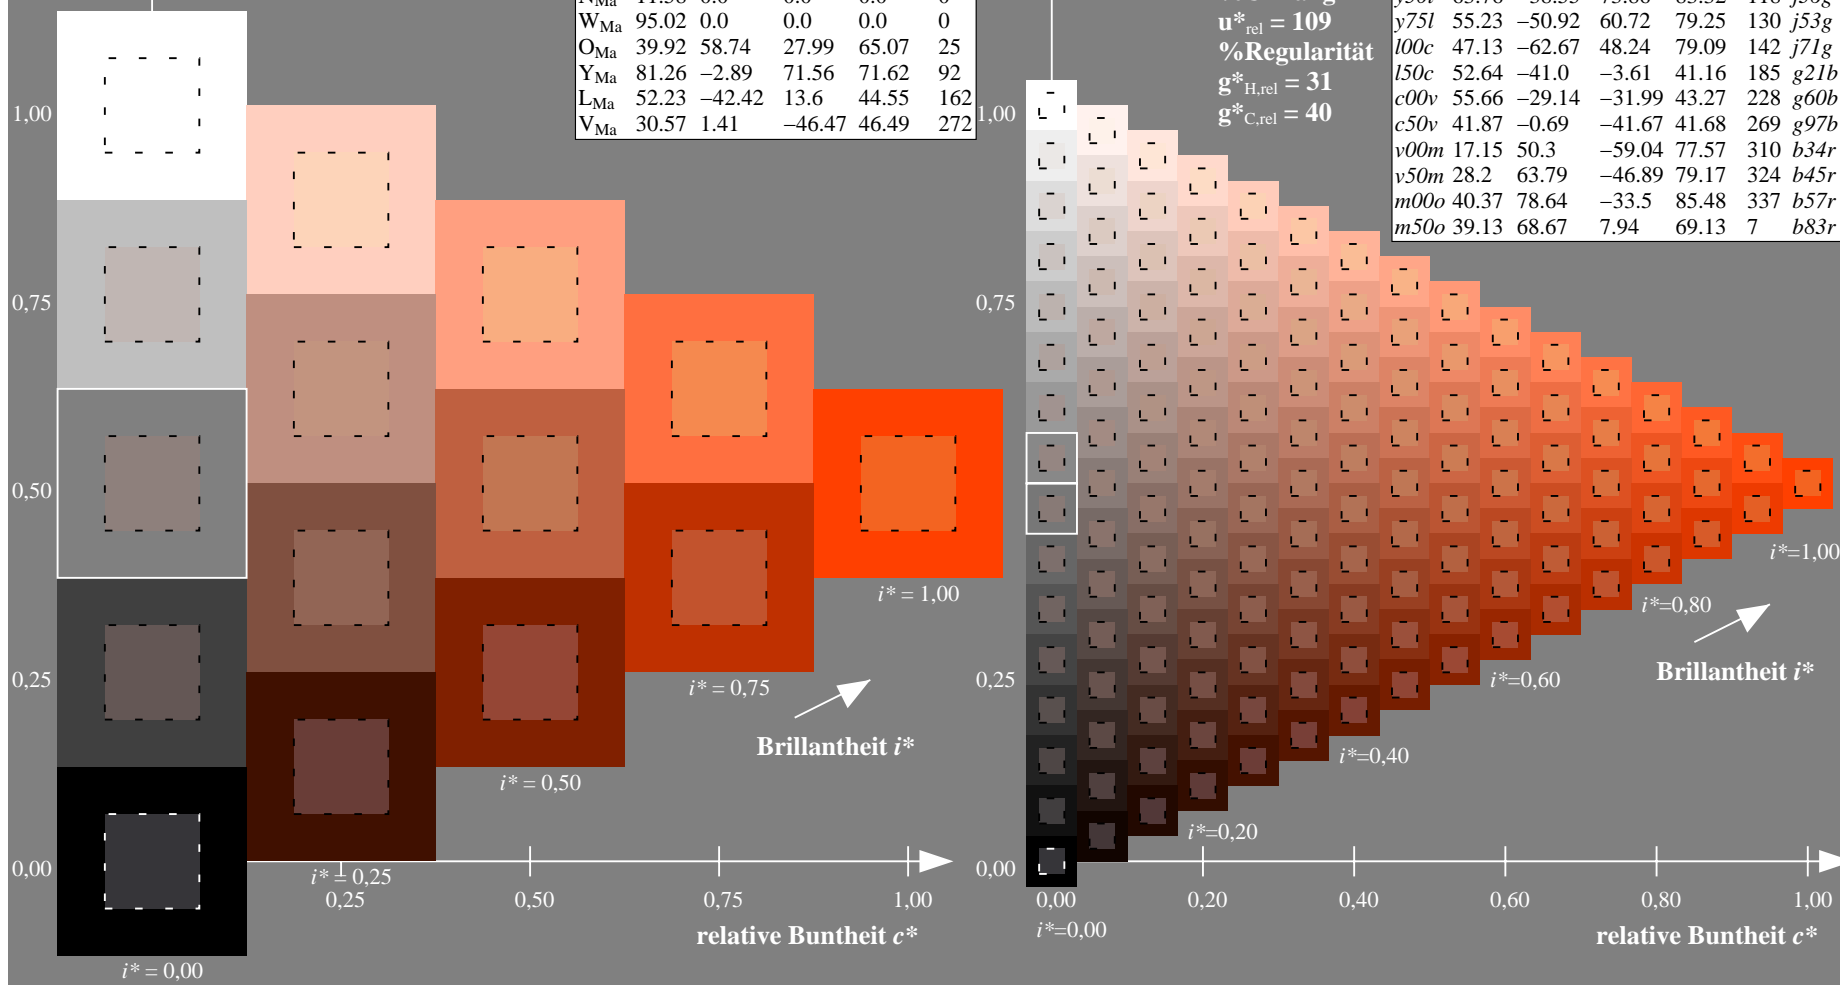 W_Ma 95.02 0.0 0.0 0.0 0
O_Ma 39.92 58.74 27.99 65.07 25
Y_Ma 81.26 −2.89 71.56 71.62 92
L_Ma 52.23 −42.42 13.6 44.55 162
V_Ma 30.57 1.41 −46.47 46.49 272
1,00
0,75
0,50
0,25
0,00
i* = 1,00
i* = 0,75
Brillantheit i*
i* = 0,50
i* = 0,25
0,25 0,50 0,75 1,00
relative Buntheit c*
i* = 0,00
u*rel = 109
%Regularität
g*H,rel = 31
g*C,rel = 40
y75l 55.23 −50.92 60.72 79.25 130 j53g
l00c 47.13 −62.67 48.24 79.09 142 j71g
l50c 52.64 −41.0 −3.61 41.16 185 g21b
c00v 55.66 −29.14 −31.99 43.27 228 g60b
c50v 41.87 −0.69 −41.67 41.68 269 g97b
v00m 17.15 50.3 −59.04 77.57 310 b34r
v50m 28.2 63.79 −46.89 79.17 324 b45r
m00o 40.37 78.64 −33.5 85.48 337 b57r
m50o 39.13 68.67 7.94 69.13 7 b83r
1,00
0,75
0,25
0,00
i*=1,00
i*=0,80
Brillantheit i*
i*=0,60
i*=0,40
i*=0,20
0,00 0,20 0,40 0,60 0,80 1,00
i*=0,00
relative Buntheit c*